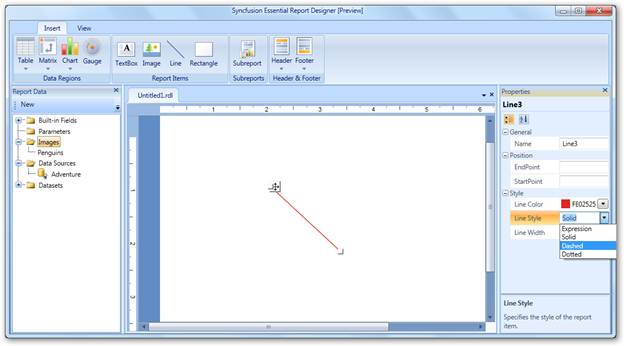 Syncfusion Essential Report Designer [Preview]
Insert View
Table Matrix Chart Gauge
TextBox Image Line Rectangle
Subreport
Header Footer
Data Regions
Report Items
Subreports
Header & Footer
Report Data
New
Built-in Fields
Parameters
Images
Penguins
Data Sources
Adventure
Datasets
Untitled1.rdl
1 2 3 4 5 6
1
2
3
Properties
Line3
General
Name Line3
Position
EndPoint
StartPoint
Style
Line Color FE02525
Line Style Solid
Line Width
Expression
Solid
Dashed
Dotted
Line Style
Specifies the style of the report
item.